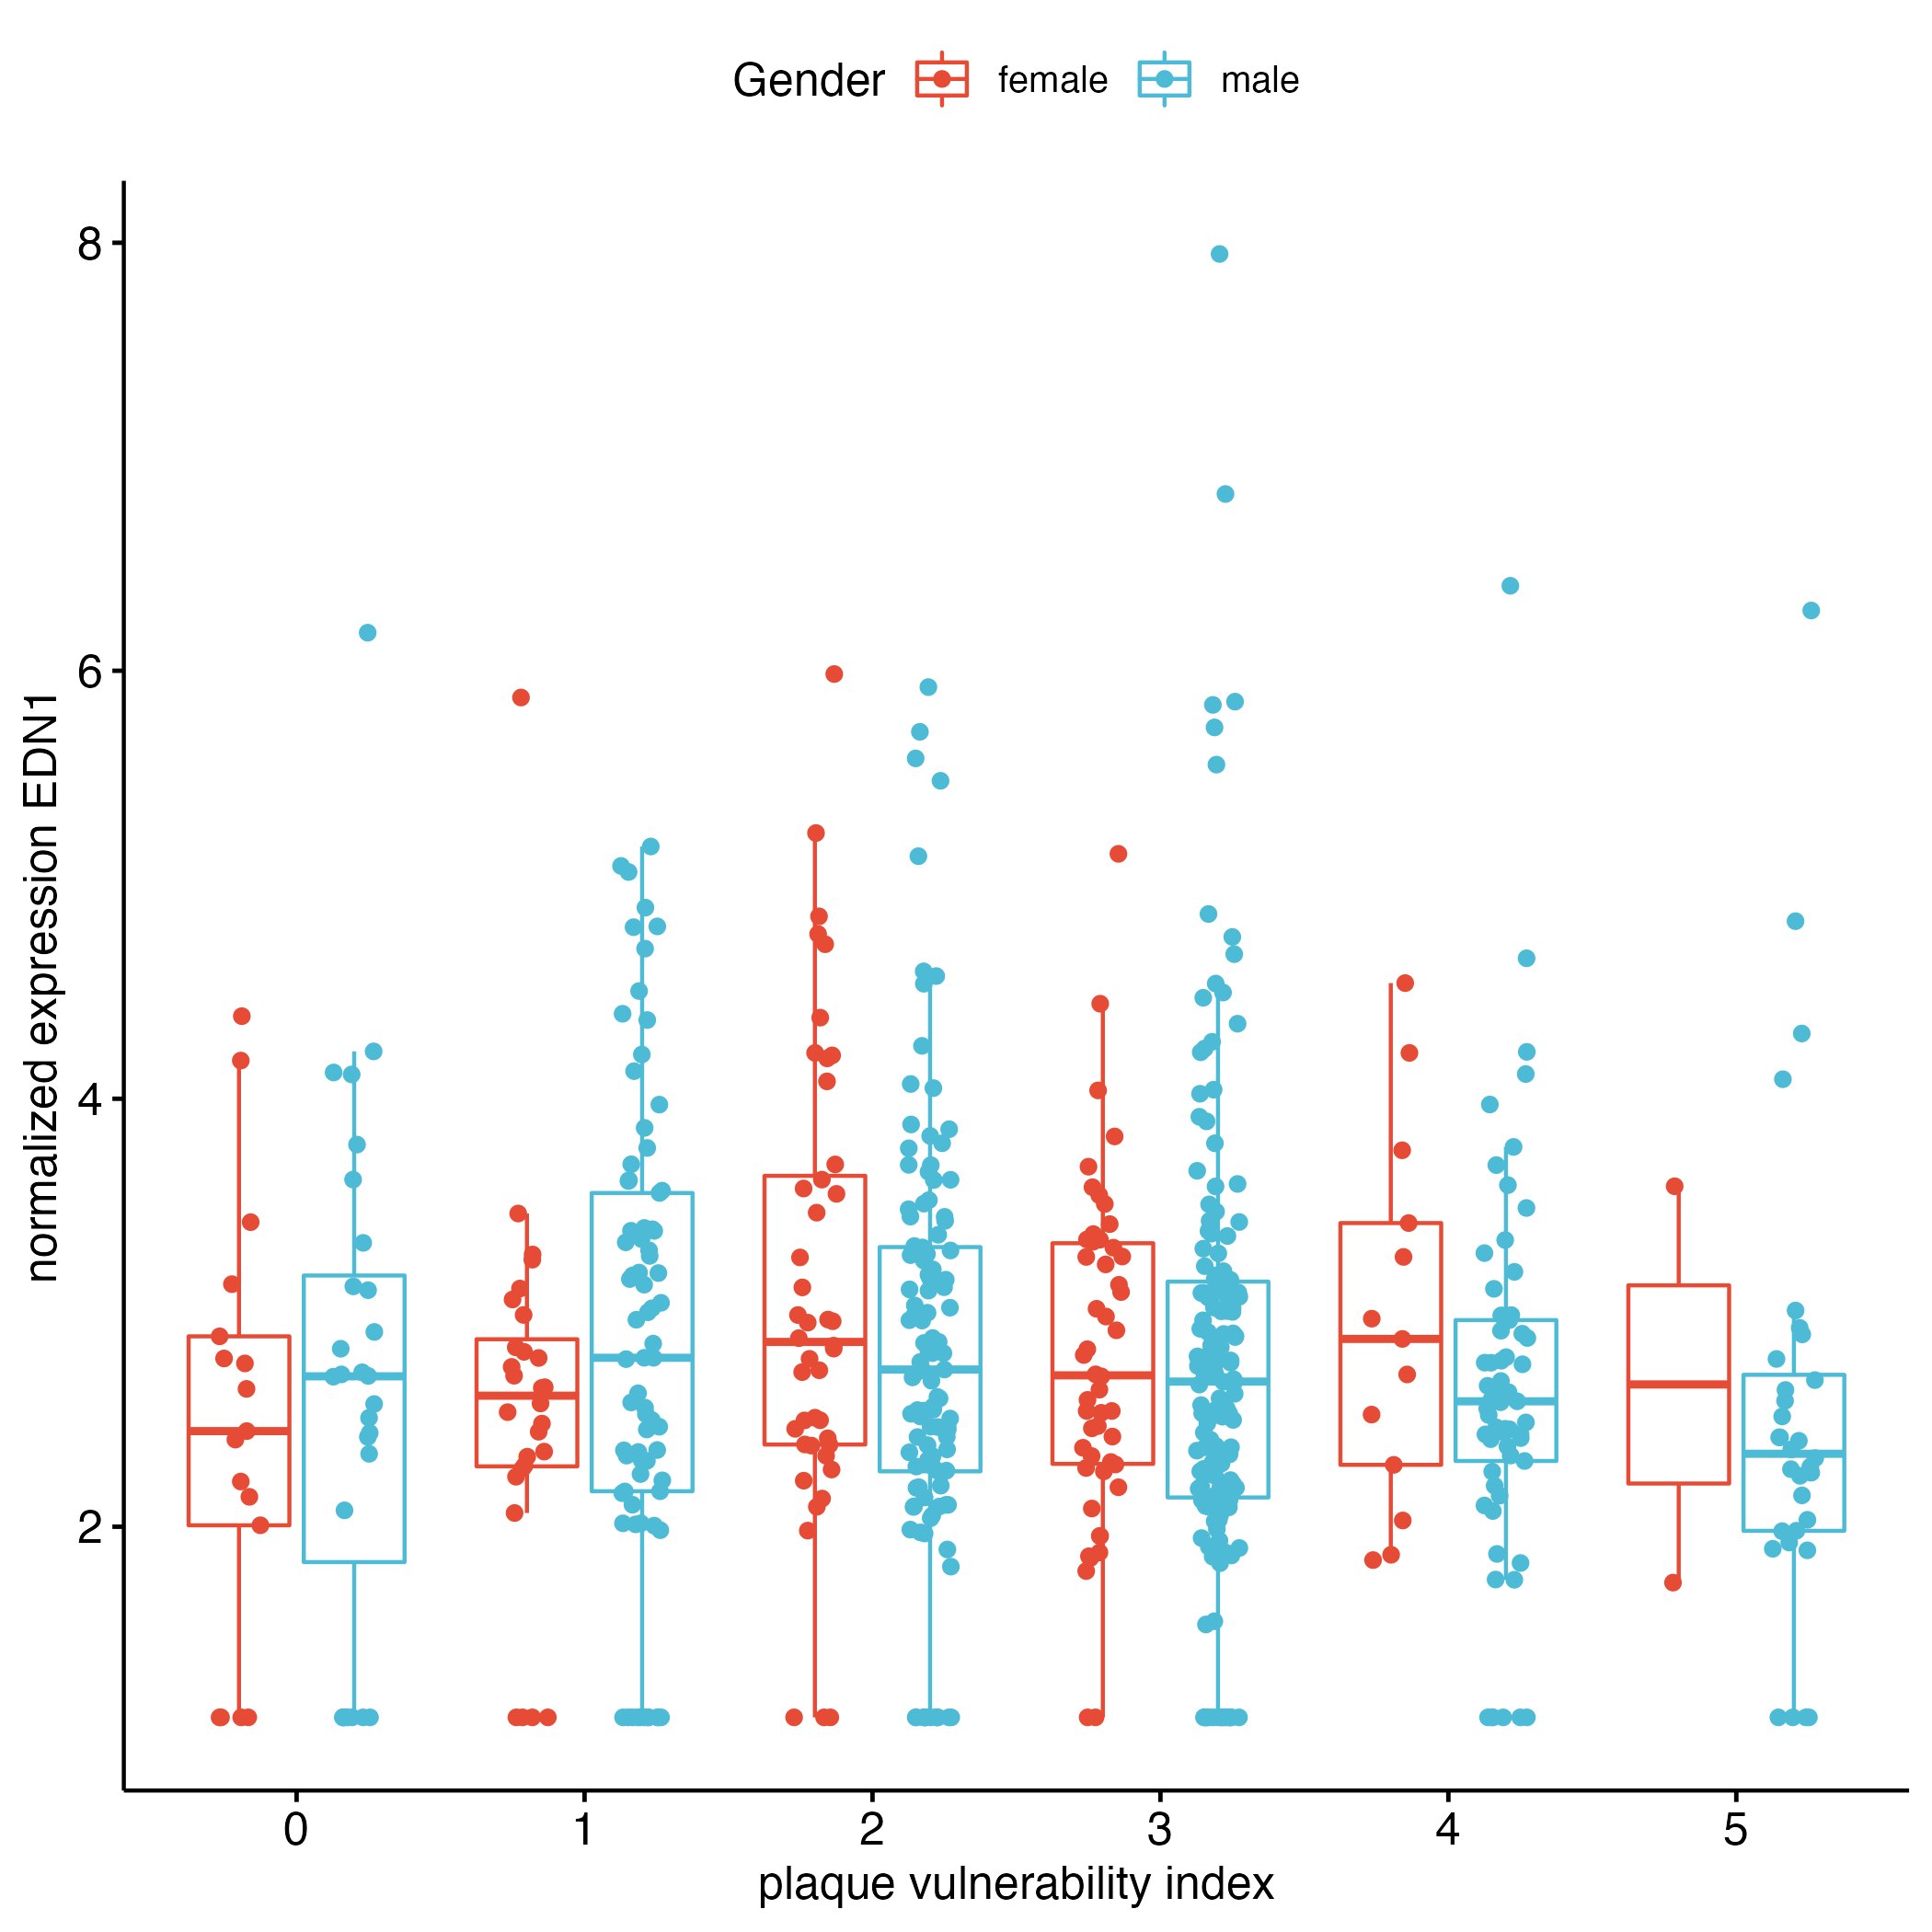 Gender female male
normalized expression EDN1
8
6
4
2
0 1 2 3 4 5
plaque vulnerability index